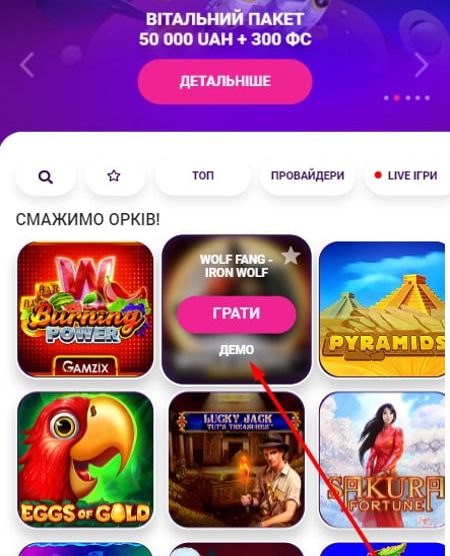 ВІТАЛЬНИЙ ПАКЕТ
50 000 UAH + 300 ФС
ДЕТАЛЬНІШЕ
ТОП
ПРОВАЙДЕРИ
LIVE ІГРИ
СМАЖИМО ОРКІВ!
Burning
POWER
GAMZIX
WOLF FANG -
IRON WOLF
ГРАТИ
ДЕМО
PYRAMIDS
EGGS OF GOLD
LUCKY JACK
TUT'S TREASURES
SAKURA
FORTUNE